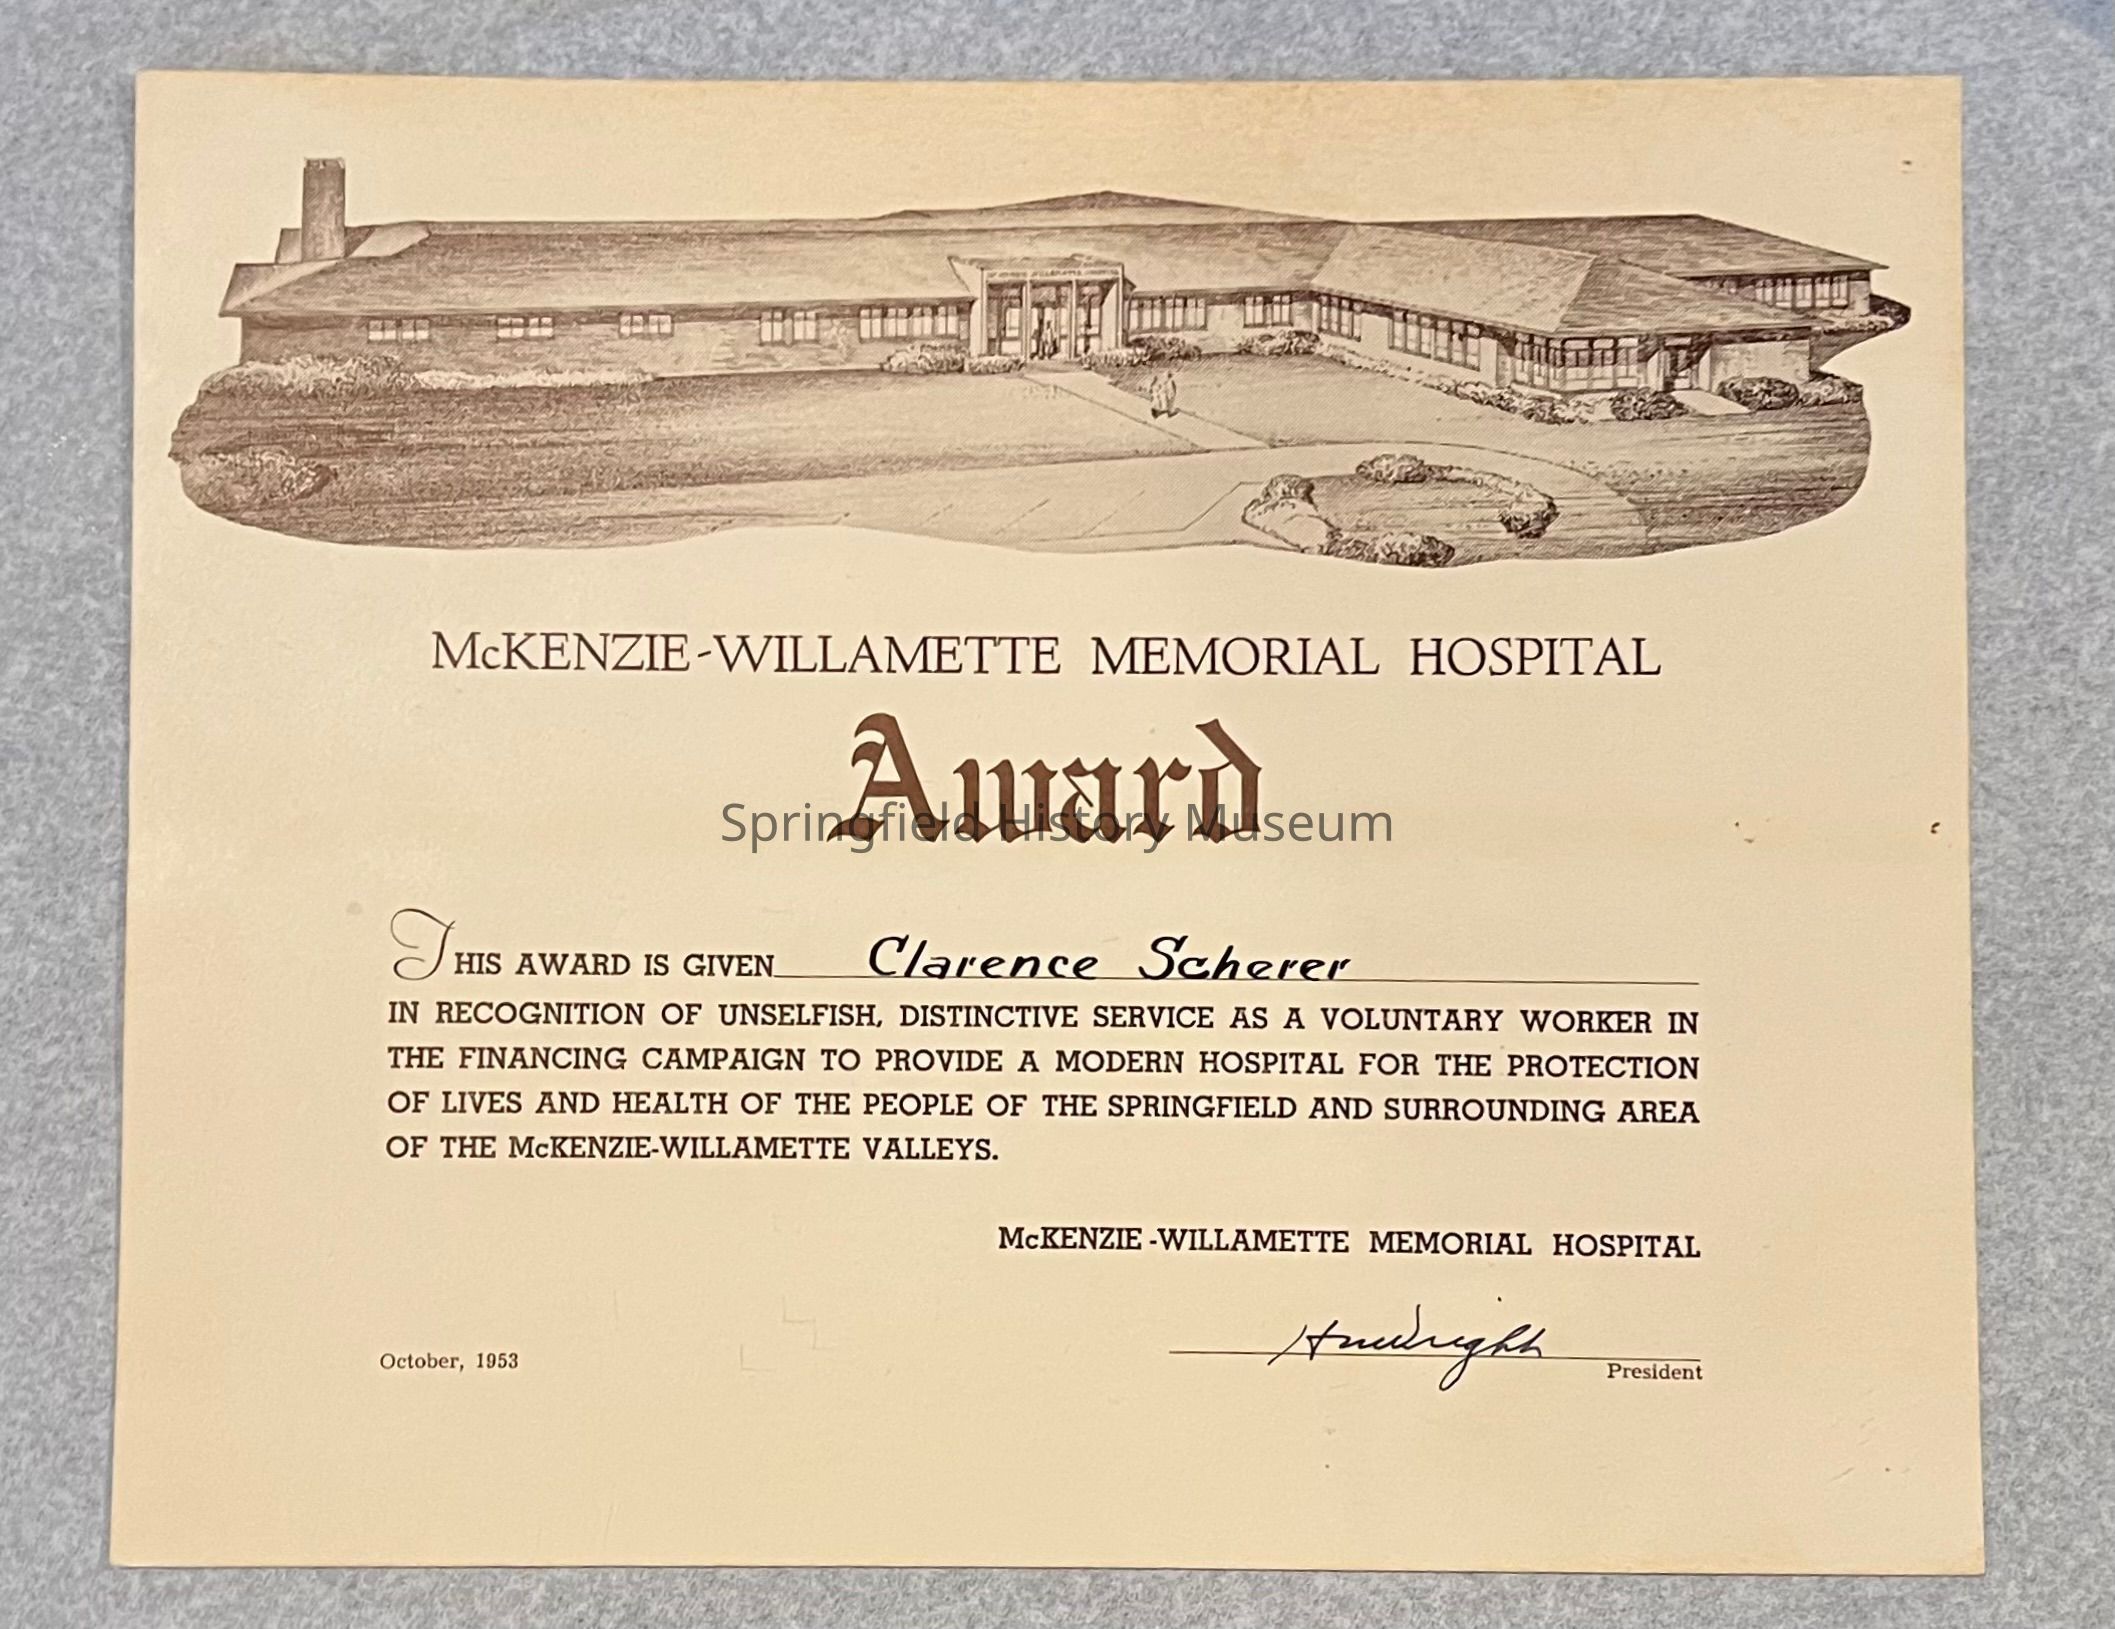 McKENZIE-WILLAMETTE MEMORIAL HOSPITAL
Award
Springfield History Museum
THIS AWARD IS GIVEN Clarence Scherer
IN RECOGNITION OF UNSELFISH, DISTINCTIVE SERVICE AS A VOLUNTARY WORKER IN
THE FINANCING CAMPAIGN TO PROVIDE A MODERN HOSPITAL FOR THE PROTECTION
OF LIVES AND HEALTH OF THE PEOPLE OF THE SPRINGFIELD AND SURROUNDING AREA
OF THE McKENZIE-WILLAMETTE VALLEYS.
McKENZIE-WILLAMETTE MEMORIAL HOSPITAL
October, 1953
President